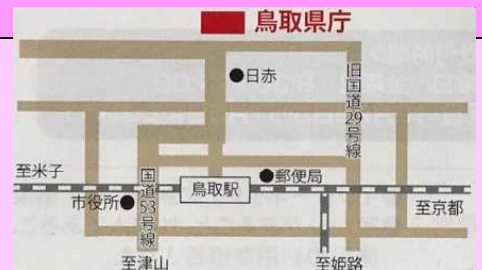 鳥取県庁
日赤
旧国道29号線
至米子
国道53号線
鳥取駅
郵便局
市役所
至京都
至津山
至姫路